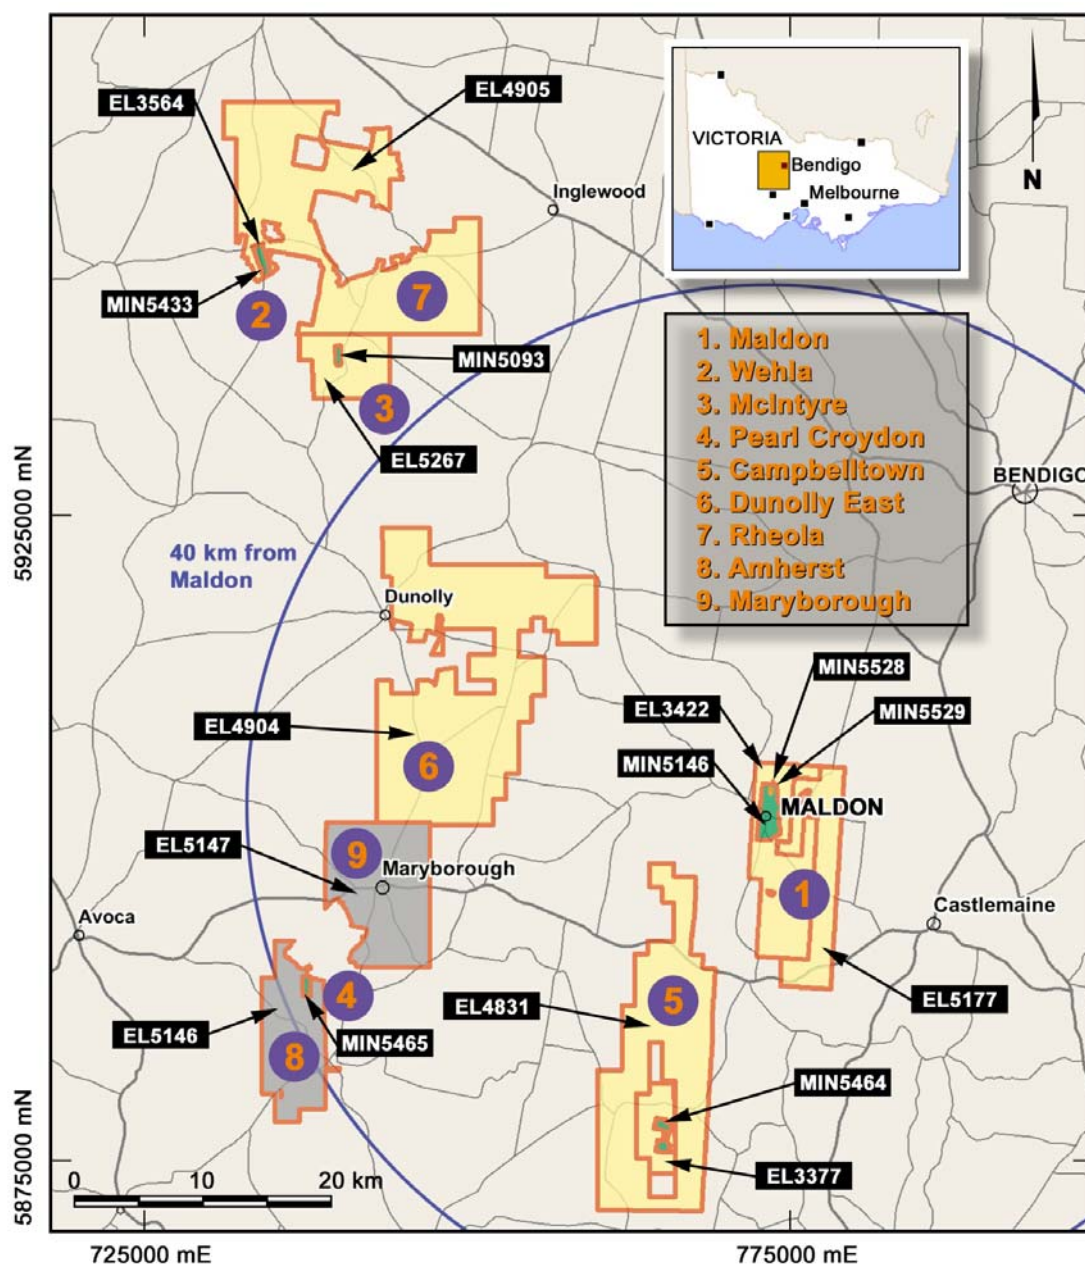 EL3564
EL4905
VICTORIA
Bendigo
Melbourne
Inglewood
N
MIN5433
2
7
MIN5093
3
EL5267
1. Maldon
2. Wehla
3. McIntyre
4. Pearl Croydon
5. Campbelltown
6. Dunolly East
7. Rheola
8. Amherst
9. Maryborough
BENDIGO
5925000 mN
40 km from
Maldon
Dunolly
MIN5528
EL3422
MIN5529
EL4904
MIN5146
6
MALDON
EL5147
9
Maryborough
1
Avoca
Castlemaine
4
5
EL4831
EL5177
EL5146
MIN5465
8
MIN5464
EL3377
5875000 mN
0 10 20 km
725000 mE
775000 mE